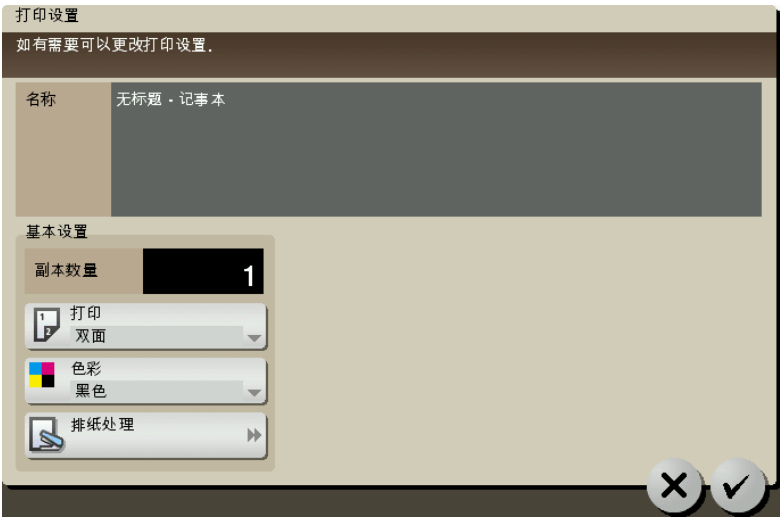 打印设置
如有需要可以更改打印设置.
名称
无标题 - 记事本
基本设置
副本数量
1
1
2
打印
双面
色彩
黑色
排纸处理